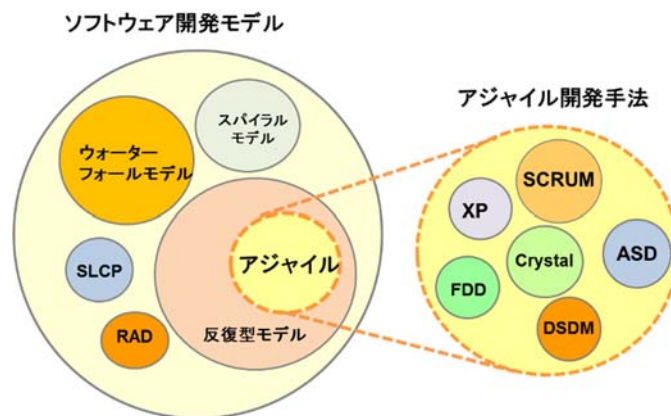 ソフトウェア開発モデル
スパイラル
モデル
ウォーター
フォールモデル
SLCP
RAD
アジャイル
反復型モデル
アジャイル開発手法
SCRUM
XP
Crystal
ASD
FDD
DSDM